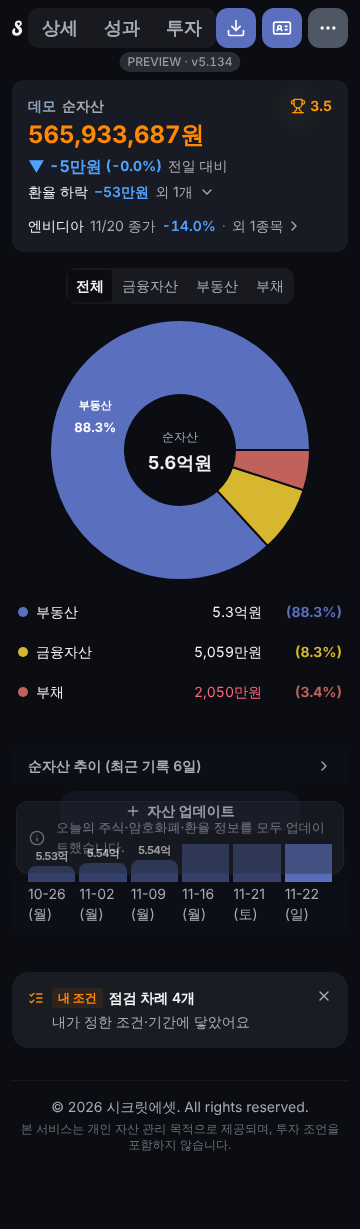 상세 성과 투자
PREVIEW · v5.134
데모 순자산
3.5
565,933,687원
▼ -5만원 (-0.0%) 전일 대비
환율 하락 -53만원 외 1개
엔비디아 11/20 종가 -14.0% · 외 1종목
전체 금융자산 부동산 부채
부동산
88.3%
순자산
5.6억원
부동산 5.3억원 (88.3%)
금융자산 5,059만원 (8.3%)
부채 2,050만원 (3.4%)
순자산 추이 (최근 기록 6일)
+ 자산 업데이트
오늘의 주식·암호화폐·환율 정보를 모두 업데이
트했습니다.
5.53억 5.54억 5.54억
10-26 11-02 11-09 11-16 11-21 11-22
(월) (월) (월) (월) (토) (일)
내 조건 점검 차례 4개
내가 정한 조건·기간에 닿았어요
© 2026 시크릿에셋. All rights reserved.
본 서비스는 개인 자산 관리 목적으로 제공되며, 투자 조언을
포함하지 않습니다.